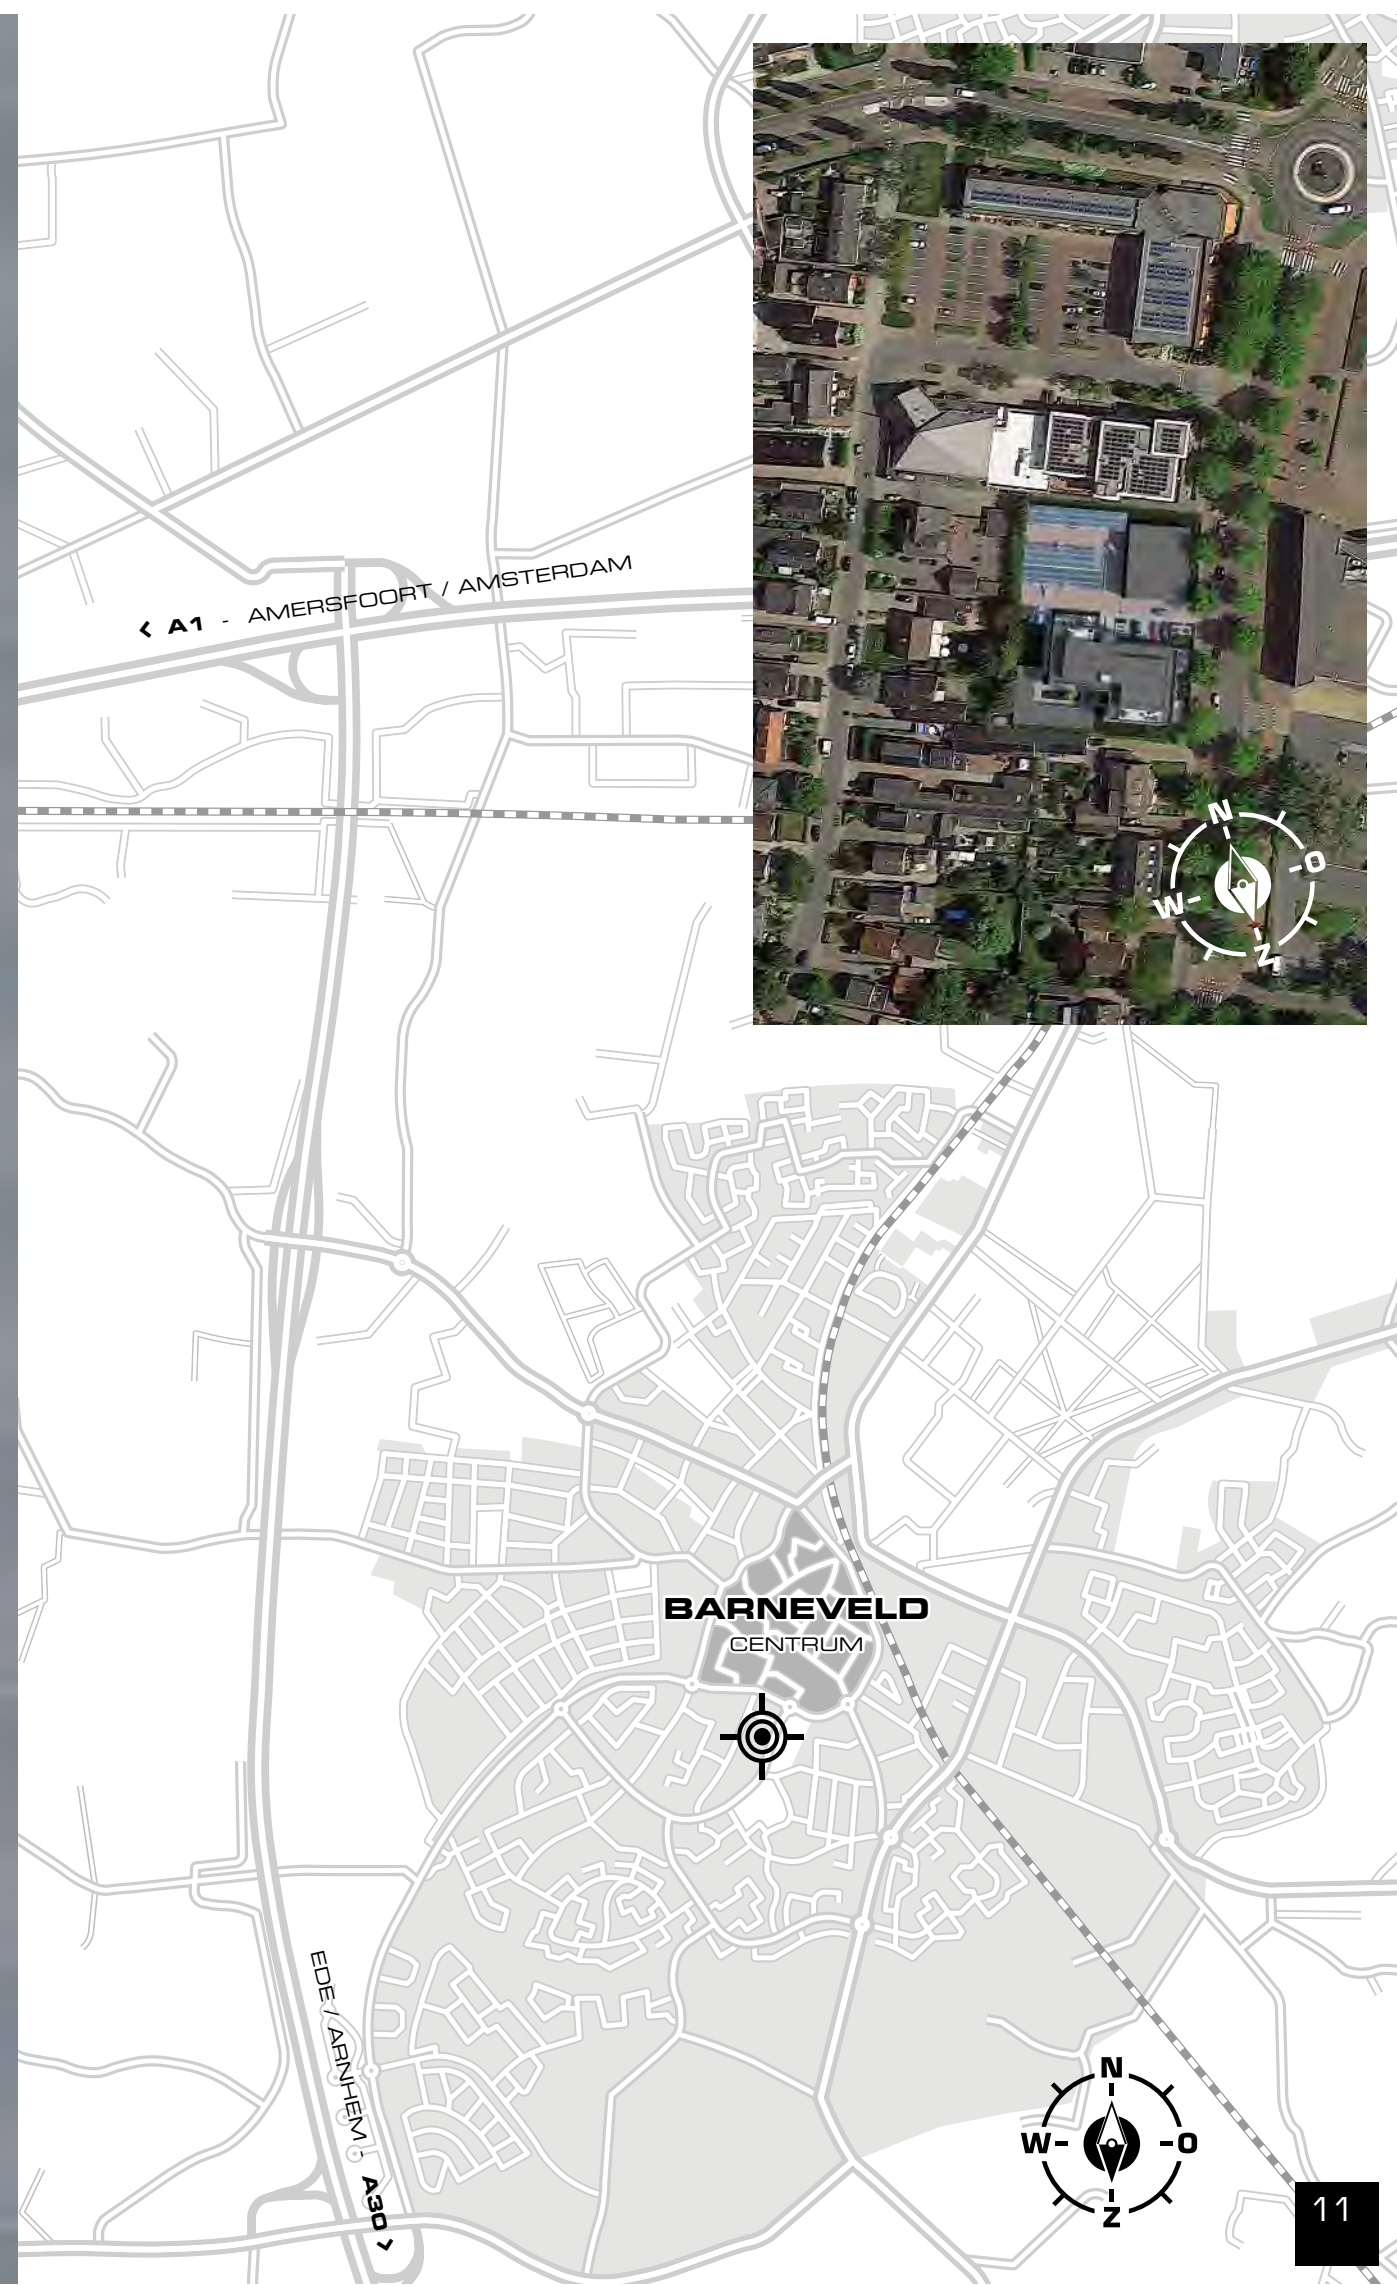 ‹ A1 - AMERSFOORT / AMSTERDAM
N
O
W
Z
BARNEVELD
CENTRUM
EDE / ARNHEM - A30 ›
N
W
O
Z
11